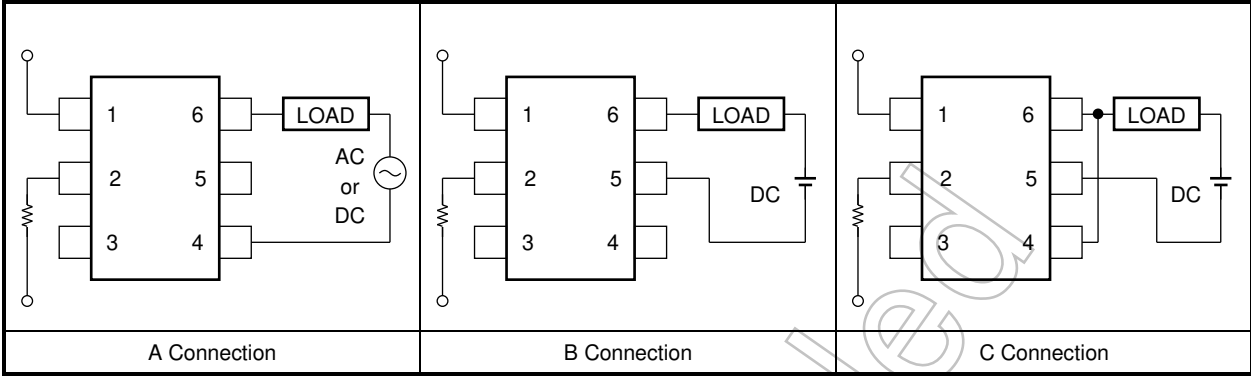 1 6 LOAD
2 5 AC or DC
3 4
A Connection
1 6 LOAD
2 5 DC
3 4
B Connection
1 6 LOAD
2 5 DC
3 4
C Connection